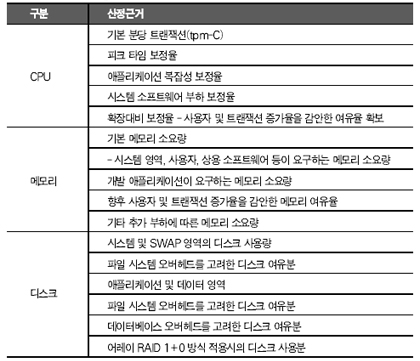 구분 산정근거
CPU
기본 분당 트랜잭션(tpm-C)
피크 타임 보정율
애플리케이션 복잡성 보정율
시스템 소프트웨어 부하 보정율
확장대비 보정율 - 사용자 및 트랜잭션 증가율을 감안한 여유율 확보
메모리
기본 메모리 소요량
- 시스템 영역, 사용자, 상용 소프트웨어 등이 요구하는 메모리 소요량
개발 애플리케이션이 요구하는 메모리 소요량
향후 사용자 및 트랜잭션 증가율을 감안한 메모리 여유율
기타 추가 부하에 따른 메모리 소요량
디스크
시스템 및 SWAP 영역의 디스크 사용량
파일 시스템 오버헤드를 고려한 디스크 여유분
애플리케이션 및 데이터 영역
파일 시스템 오버헤드를 고려한 디스크 여유분
데이터베이스 오버헤드를 고려한 디스크 여유분
어레이 RAID 1+0 방식 적용시의 디스크 사용분